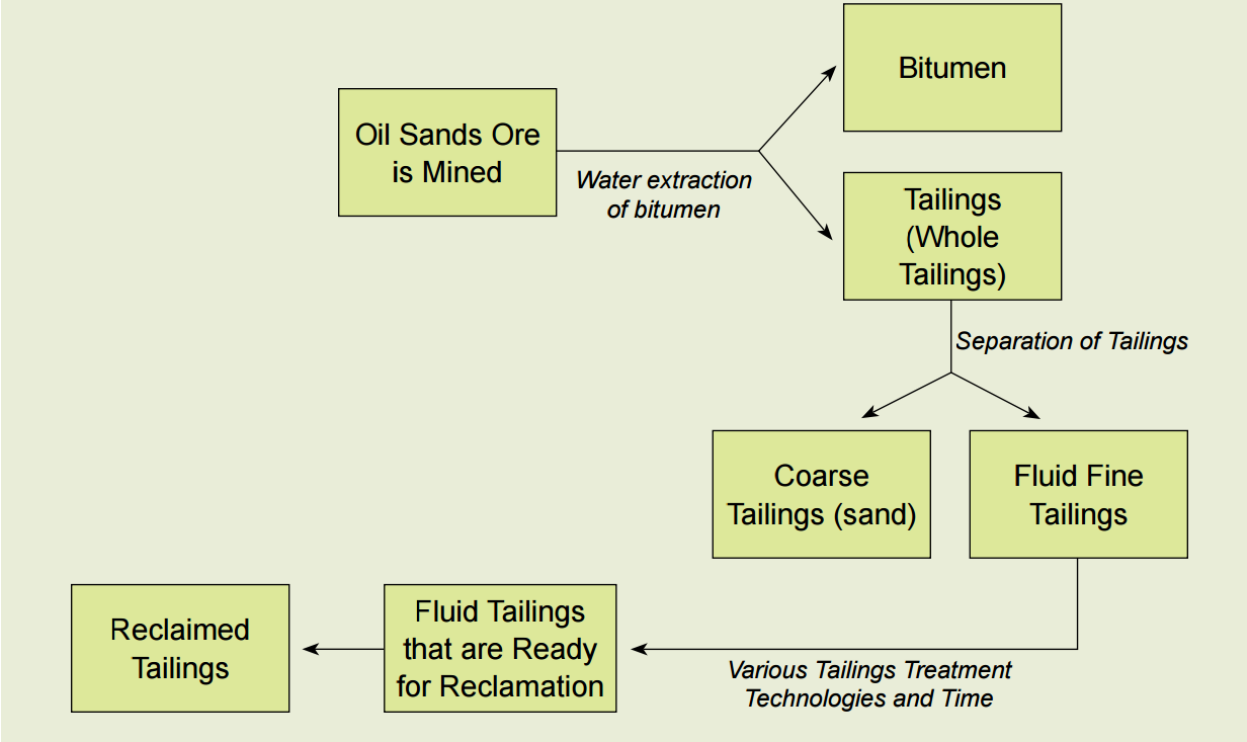 Oil Sands Ore
is Mined
Water extraction
of bitumen
Bitumen
Tailings
(Whole
Tailings)
Separation of Tailings
Coarse
Tailings (sand)
Fluid Fine
Tailings
Various Tailings Treatment
Technologies and Time
Fluid Tailings
that are Ready
for Reclamation
Reclaimed
Tailings